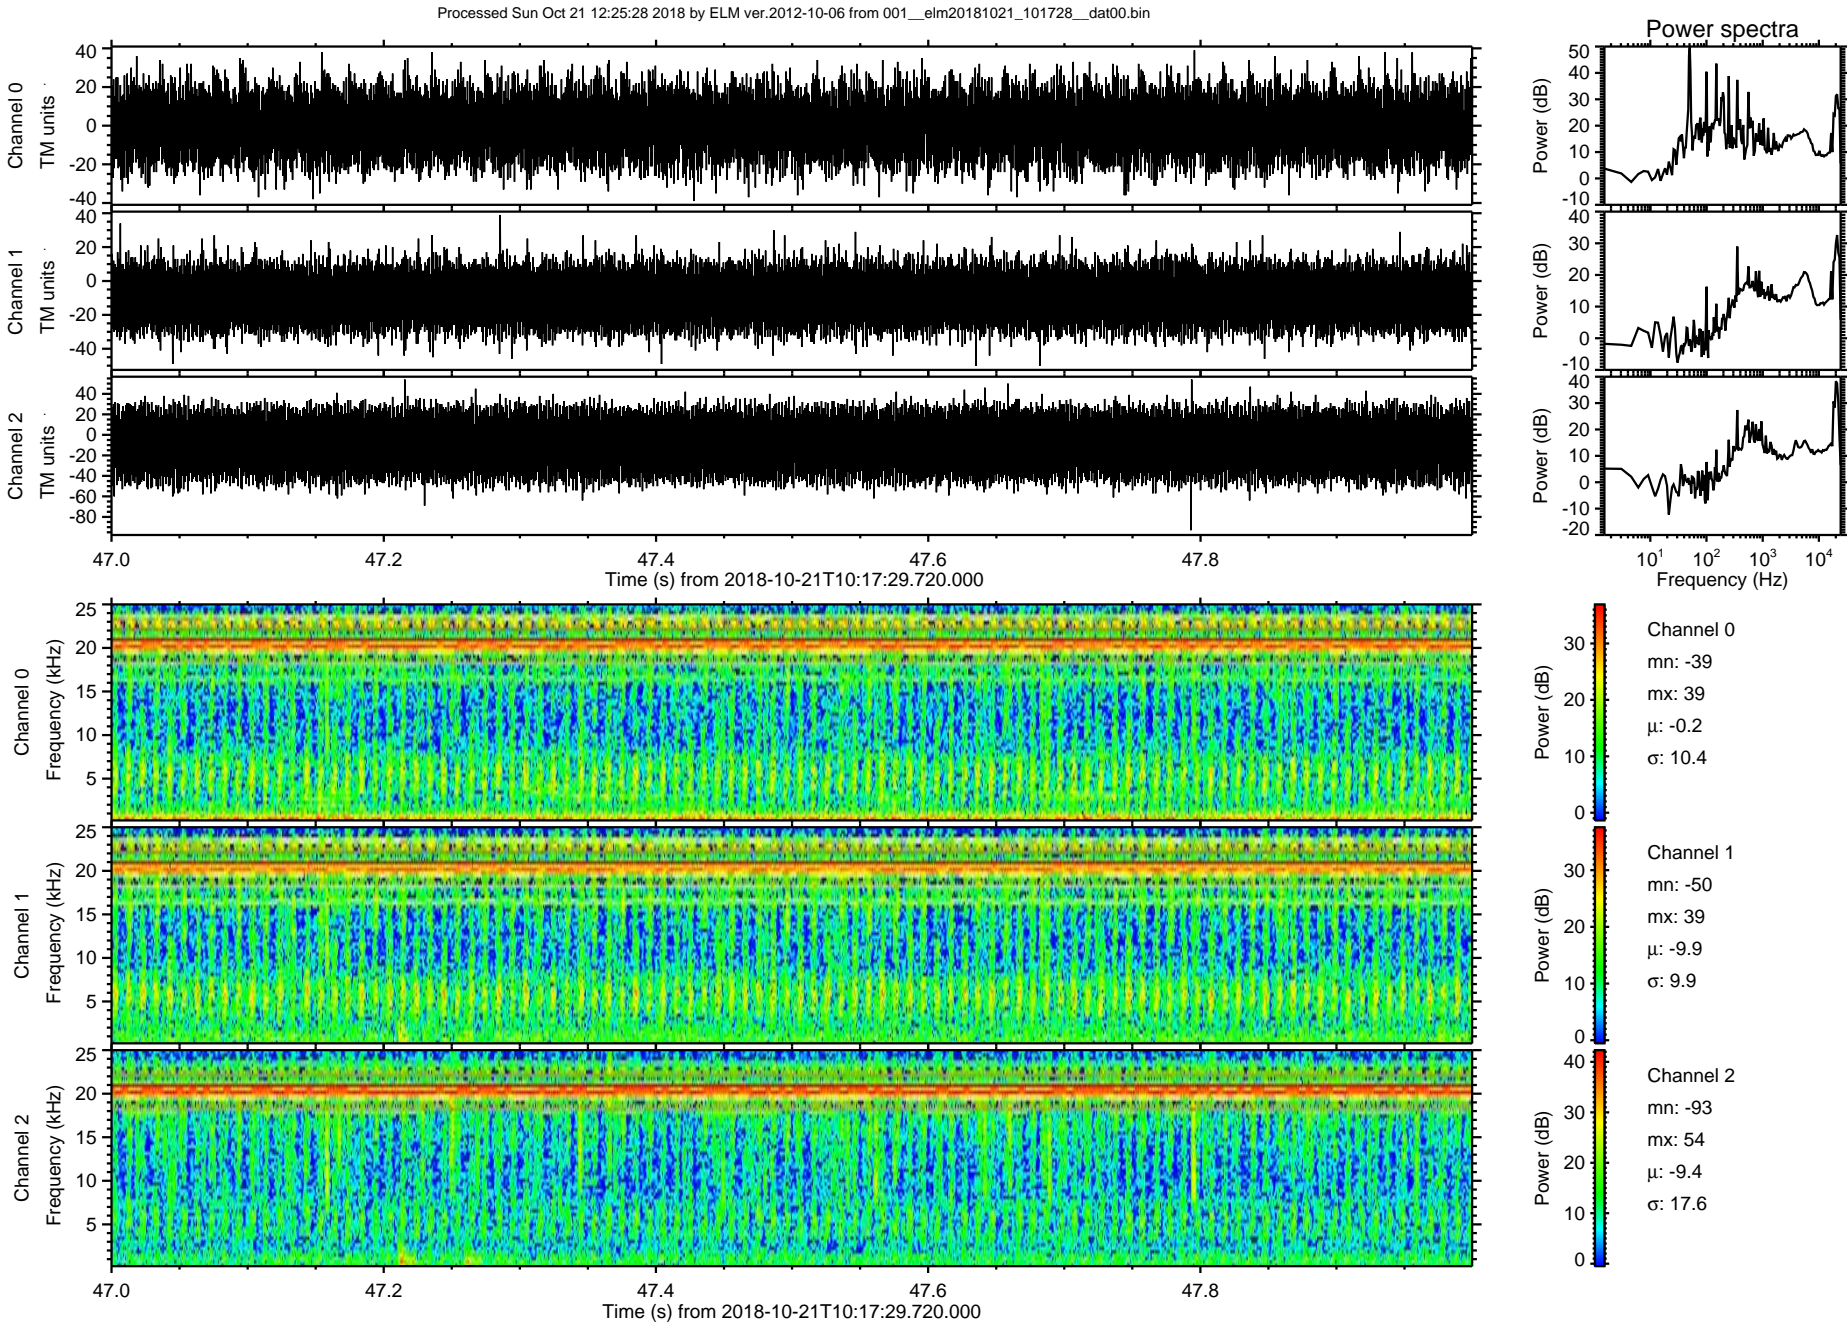 Processed Sun Oct 21 12:25:28 2018 by ELM ver.2012-10-06 from 001__elm20181021_101728__dat00.bin
Power spectra
Channel 0
TM units
40
20
0
-20
-40
Power (dB)
50
40
30
20
10
0
-10
Channel 1
TM units
40
20
0
-20
-40
Power (dB)
40
30
20
10
0
-10
Channel 2
TM units
40
20
0
-20
-40
-60
-80
Power (dB)
40
30
20
10
0
-10
-20
47.0 47.2 47.4 47.6 47.8
Time (s) from 2018-10-21T10:17:29.720.000
10^1 10^2 10^3 10^4
Frequency (Hz)
Channel 0
Frequency (kHz)
25
20
15
10
5
Power (dB)
30
20
10
0
Channel 0
mn: -39
mx: 39
μ: -0.2
σ: 10.4
Channel 1
Frequency (kHz)
25
20
15
10
5
Power (dB)
30
20
10
0
Channel 1
mn: -50
mx: 39
μ: -9.9
σ: 9.9
Channel 2
Frequency (kHz)
25
20
15
10
5
Power (dB)
40
30
20
10
0
Channel 2
mn: -93
mx: 54
μ: -9.4
σ: 17.6
47.0 47.2 47.4 47.6 47.8
Time (s) from 2018-10-21T10:17:29.720.000